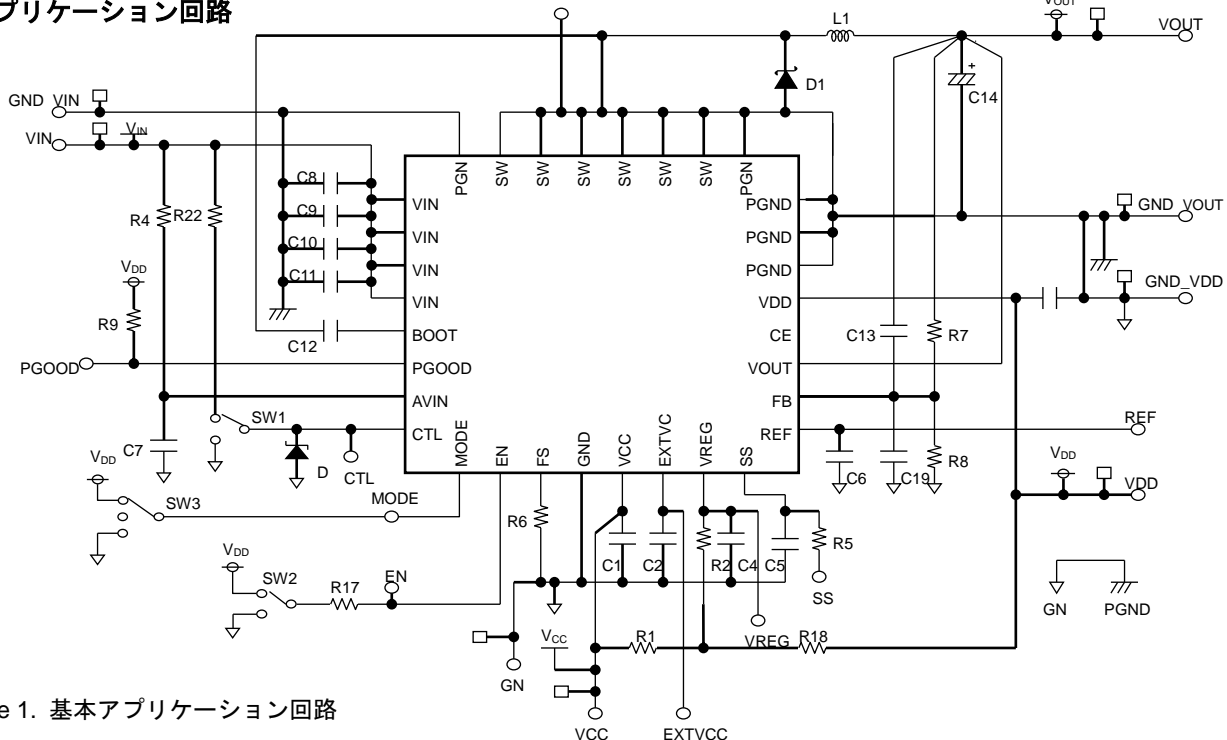 プリケーション回路
L1
VOUT
VOUT
D1
C14
GND_VIN
VIN
VIN
PGN
SW
SW
SW
SW
SW
SW
PGN
R4
R22
C8
C9
C10
C11
C12
VIN
VIN
VIN
VIN
BOOT
PGOOD
AVIN
CTL
PGND
PGND
PGND
VDD
CE
VOUT
FB
REF
GND_VOUT
GND_VDD
VDD
R9
PGOOD
C13
R7
SW1
C7
D
CTL
MODE
EN
FS
GND
VCC
EXTVC
VREG
SS
REF
C6
C19
R8
VDD
SW3
MODE
VDD
VDD
R6
C1
C2
R2
C4
C5
R5
SS
VDD
SW2
R17
EN
GN
PGND
VREG
R1
R18
VCC
GN
VCC
EXTVCC
e 1. 基本アプリケーション回路